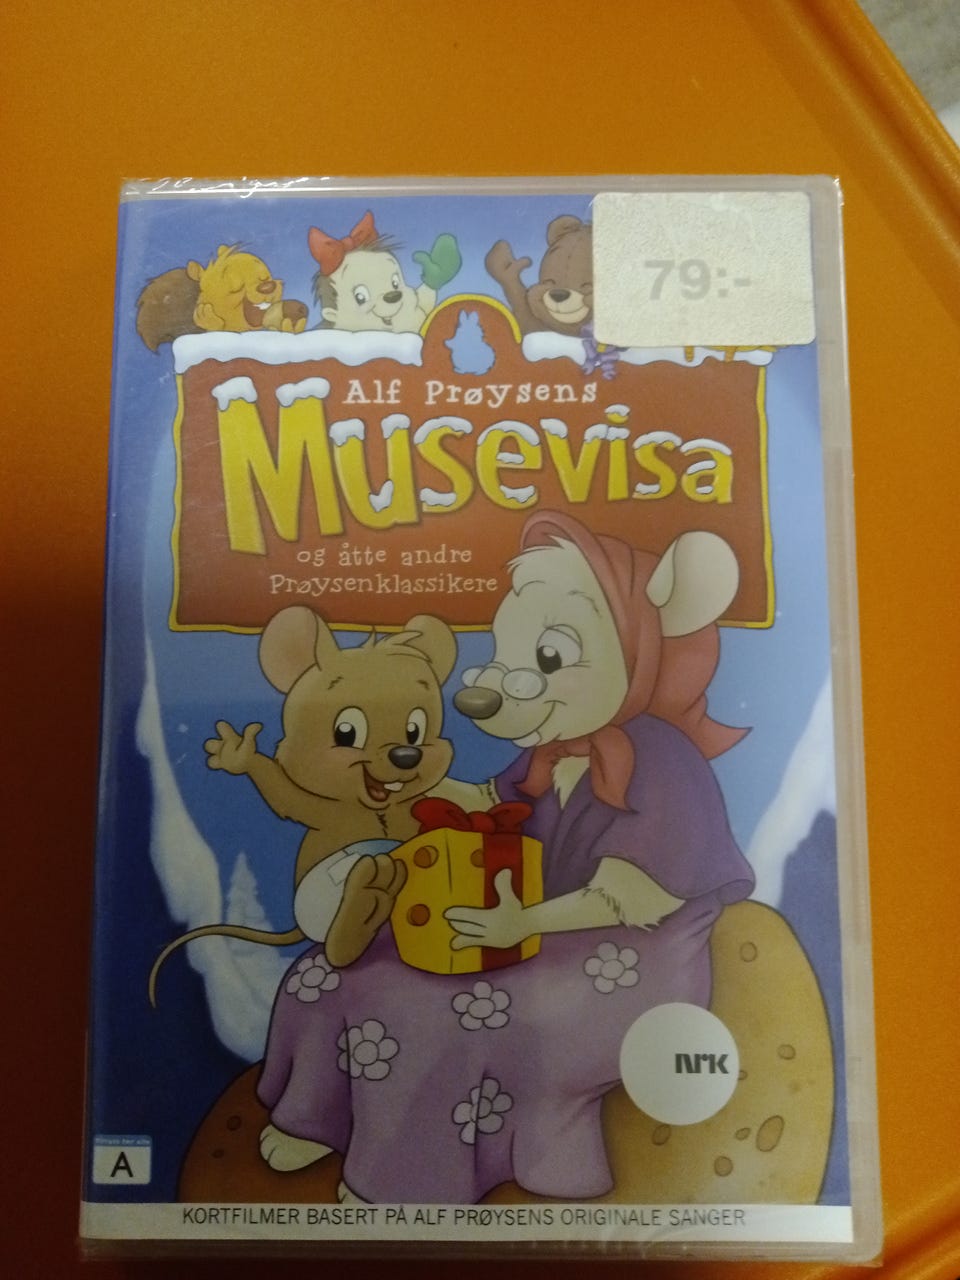 79:-
Alf Prøysens
Musevisa
og åtte andre
Prøysenklassikere
NRK
A
KORTFILMER BASERT PÅ ALF PRØYSENS ORIGINALE SANGER